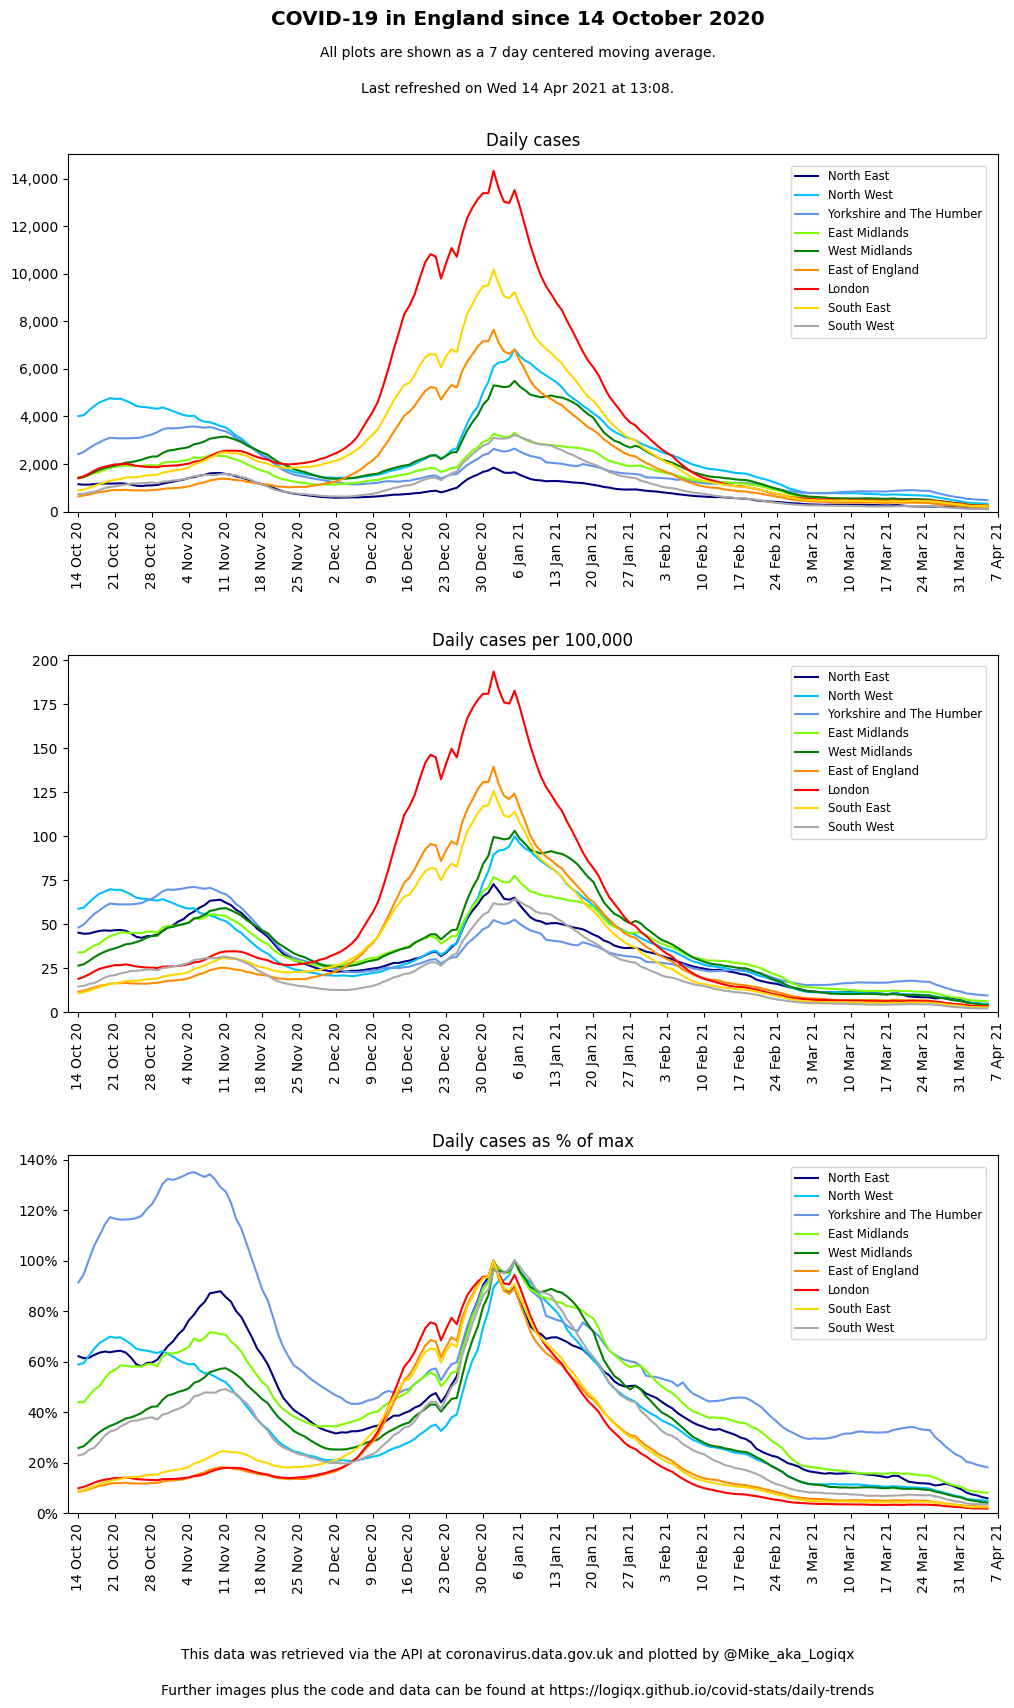 COVID-19 in England since 14 October 2020
All plots are shown as a 7 day centered moving average.
Last refreshed on Wed 14 Apr 2021 at 13:08.
Daily cases
14,000
12,000
10,000
8,000
6,000
4,000
2,000
0
North East
North West
Yorkshire and The Humber
East Midlands
West Midlands
East of England
London
South East
South West
14 Oct 20
21 Oct 20
28 Oct 20
4 Nov 20
11 Nov 20
18 Nov 20
25 Nov 20
2 Dec 20
9 Dec 20
16 Dec 20
23 Dec 20
30 Dec 20
6 Jan 21
13 Jan 21
20 Jan 21
27 Jan 21
3 Feb 21
10 Feb 21
17 Feb 21
24 Feb 21
3 Mar 21
10 Mar 21
17 Mar 21
24 Mar 21
31 Mar 21
7 Apr 21
Daily cases per 100,000
200
175
150
125
100
75
50
25
0
North East
North West
Yorkshire and The Humber
East Midlands
West Midlands
East of England
London
South East
South West
14 Oct 20
21 Oct 20
28 Oct 20
4 Nov 20
11 Nov 20
18 Nov 20
25 Nov 20
2 Dec 20
9 Dec 20
16 Dec 20
23 Dec 20
30 Dec 20
6 Jan 21
13 Jan 21
20 Jan 21
27 Jan 21
3 Feb 21
10 Feb 21
17 Feb 21
24 Feb 21
3 Mar 21
10 Mar 21
17 Mar 21
24 Mar 21
31 Mar 21
7 Apr 21
Daily cases as % of max
140%
120%
100%
80%
60%
40%
20%
0%
North East
North West
Yorkshire and The Humber
East Midlands
West Midlands
East of England
London
South East
South West
14 Oct 20
21 Oct 20
28 Oct 20
4 Nov 20
11 Nov 20
18 Nov 20
25 Nov 20
2 Dec 20
9 Dec 20
16 Dec 20
23 Dec 20
30 Dec 20
6 Jan 21
13 Jan 21
20 Jan 21
27 Jan 21
3 Feb 21
10 Feb 21
17 Feb 21
24 Feb 21
3 Mar 21
10 Mar 21
17 Mar 21
24 Mar 21
31 Mar 21
7 Apr 21
This data was retrieved via the API at coronavirus.data.gov.uk and plotted by @Mike_aka_Logiqx
Further images plus the code and data can be found at https://logiqx.github.io/covid-stats/daily-trends